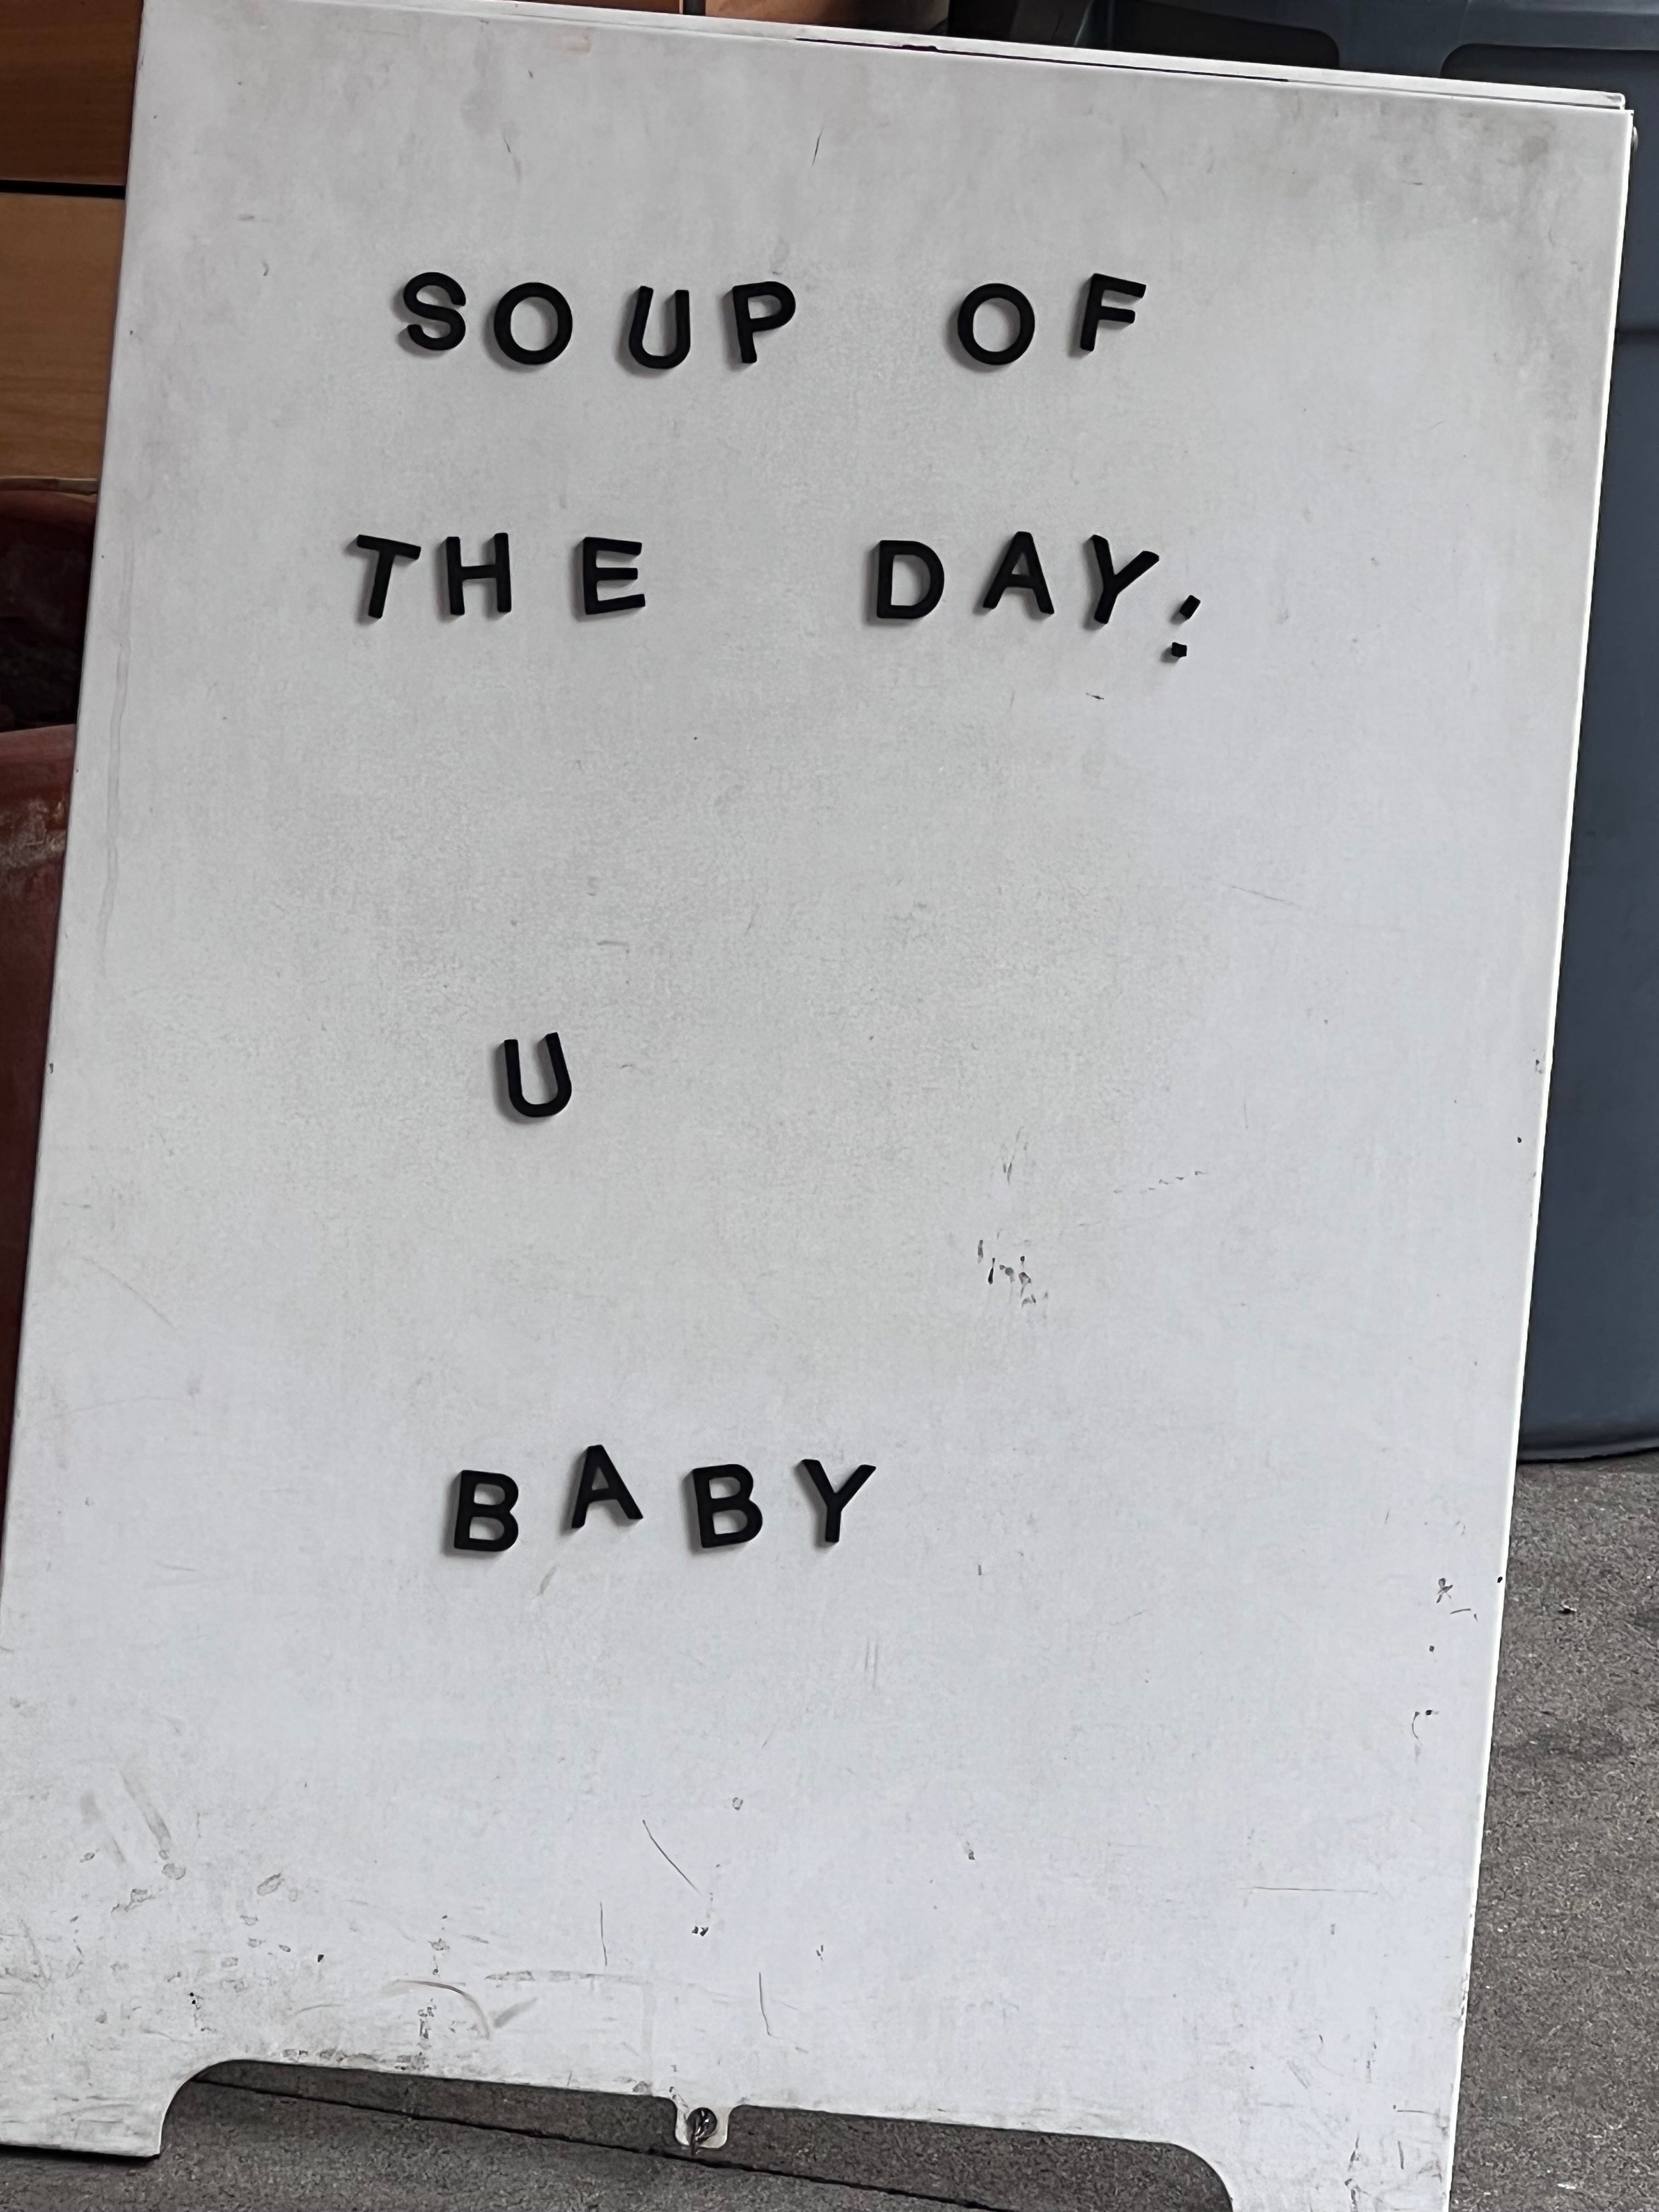 SOUP OF
THE DAY:
U
BABY